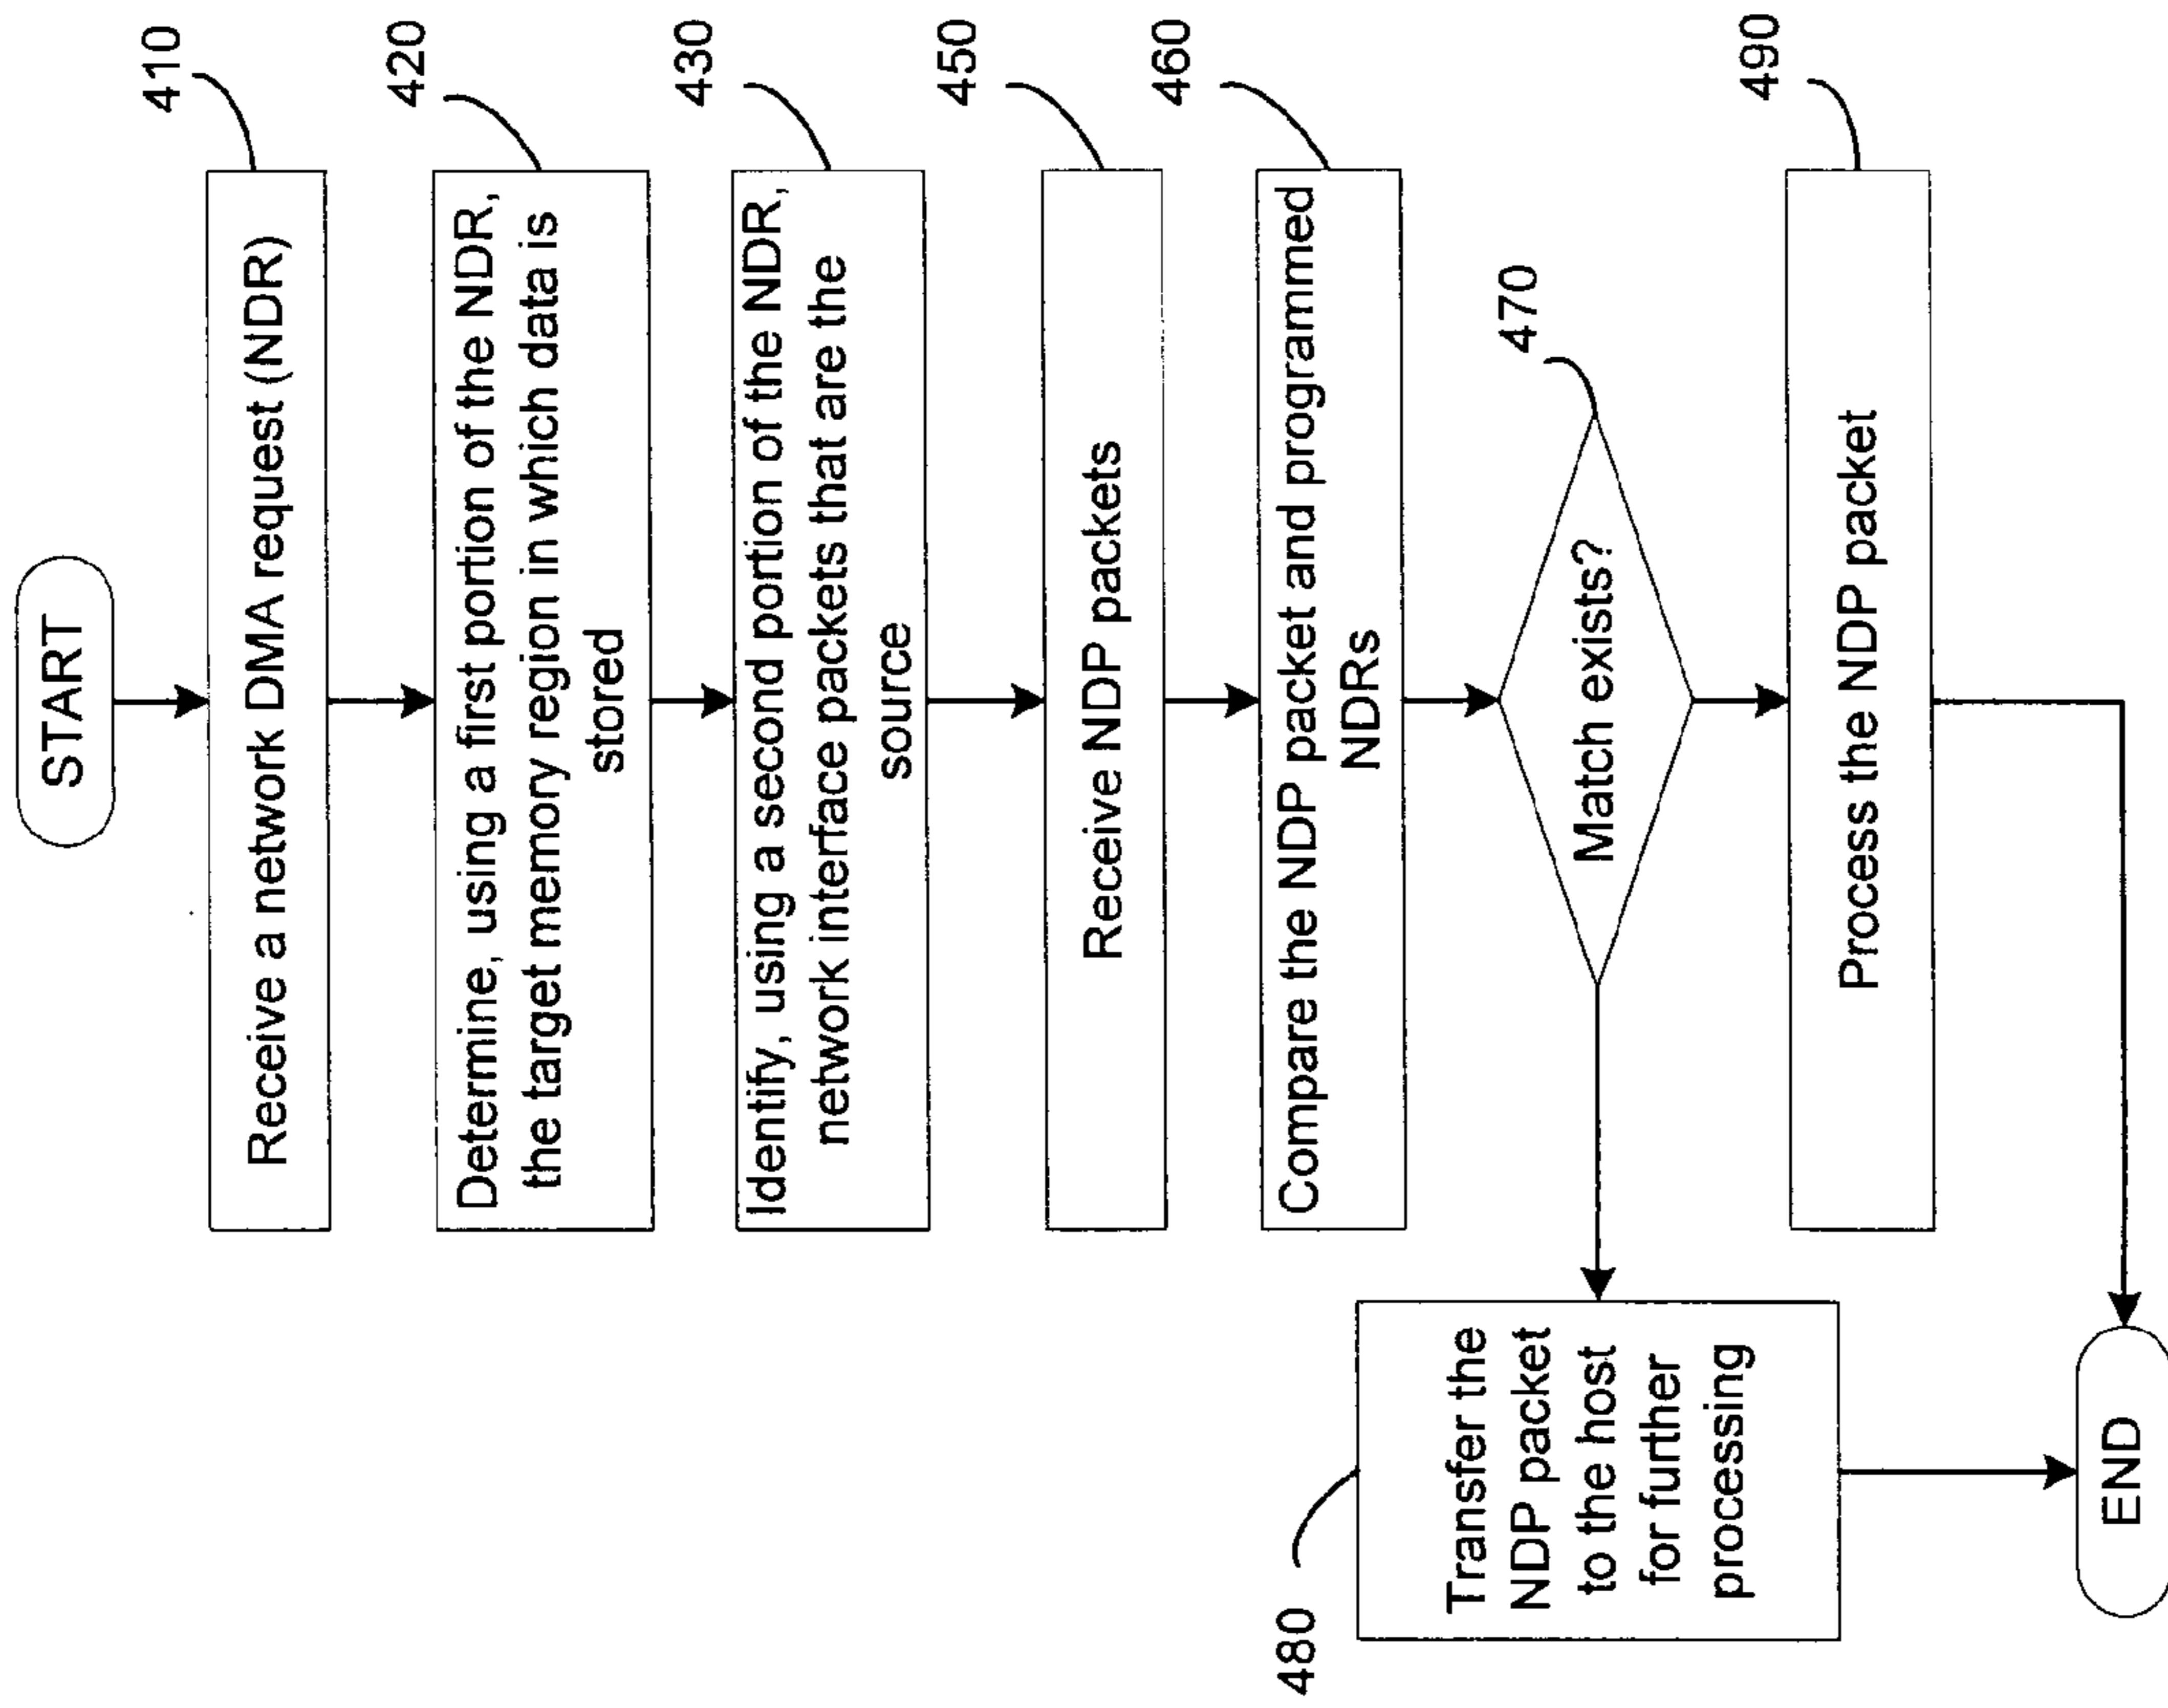 START
410
Receive a network DMA request (NDR)
420
Determine, using a first portion of the NDR,
the target memory region in which data is
stored
430
Identify, using a second portion of the NDR,
network interface packets that are the
source
450
Receive NDP packets
460
Compare the NDP packet and programmed
NDRs
470
Match exists?
480
Transfer the
NDP packet
to the host
for further
processing
490
Process the NDP packet
END